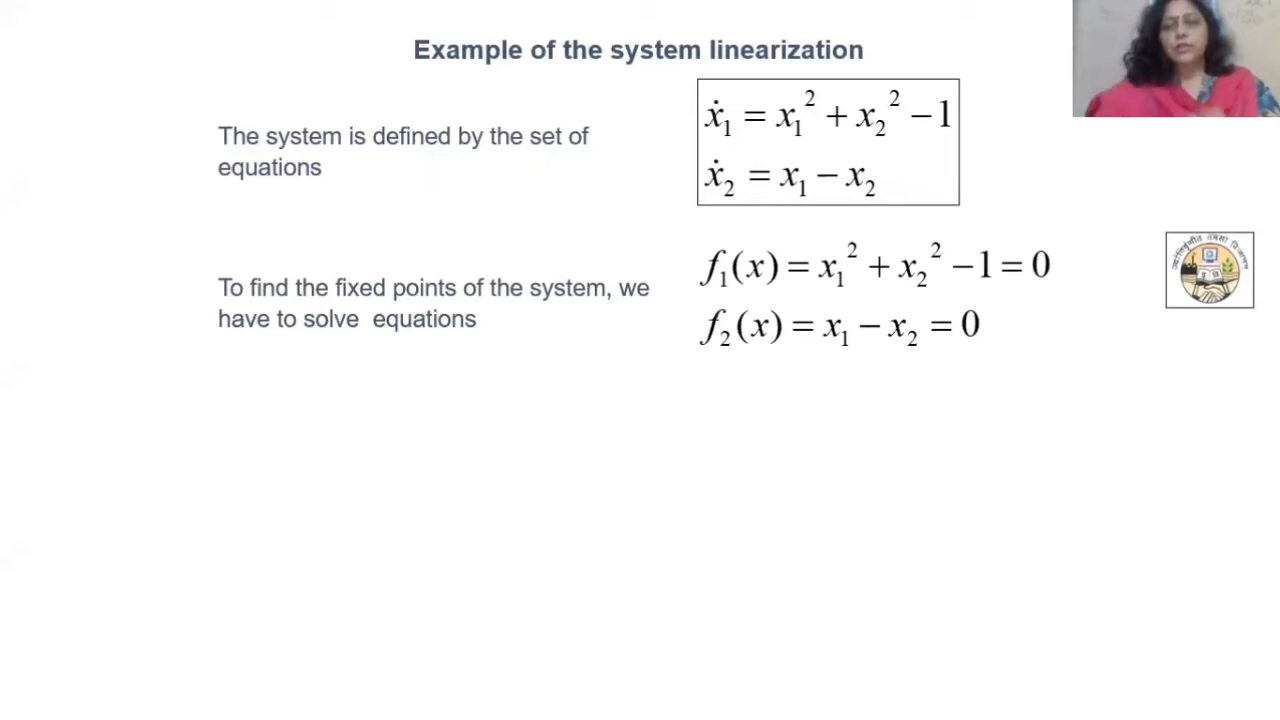 Example of the system linearization
The system is defined by the set of
equations
ẋ₁ = x₁² + x₂² − 1
ẋ₂ = x₁ − x₂
To find the fixed points of the system, we
have to solve equations
f₁(x) = x₁² + x₂² − 1 = 0
f₂(x) = x₁ − x₂ = 0